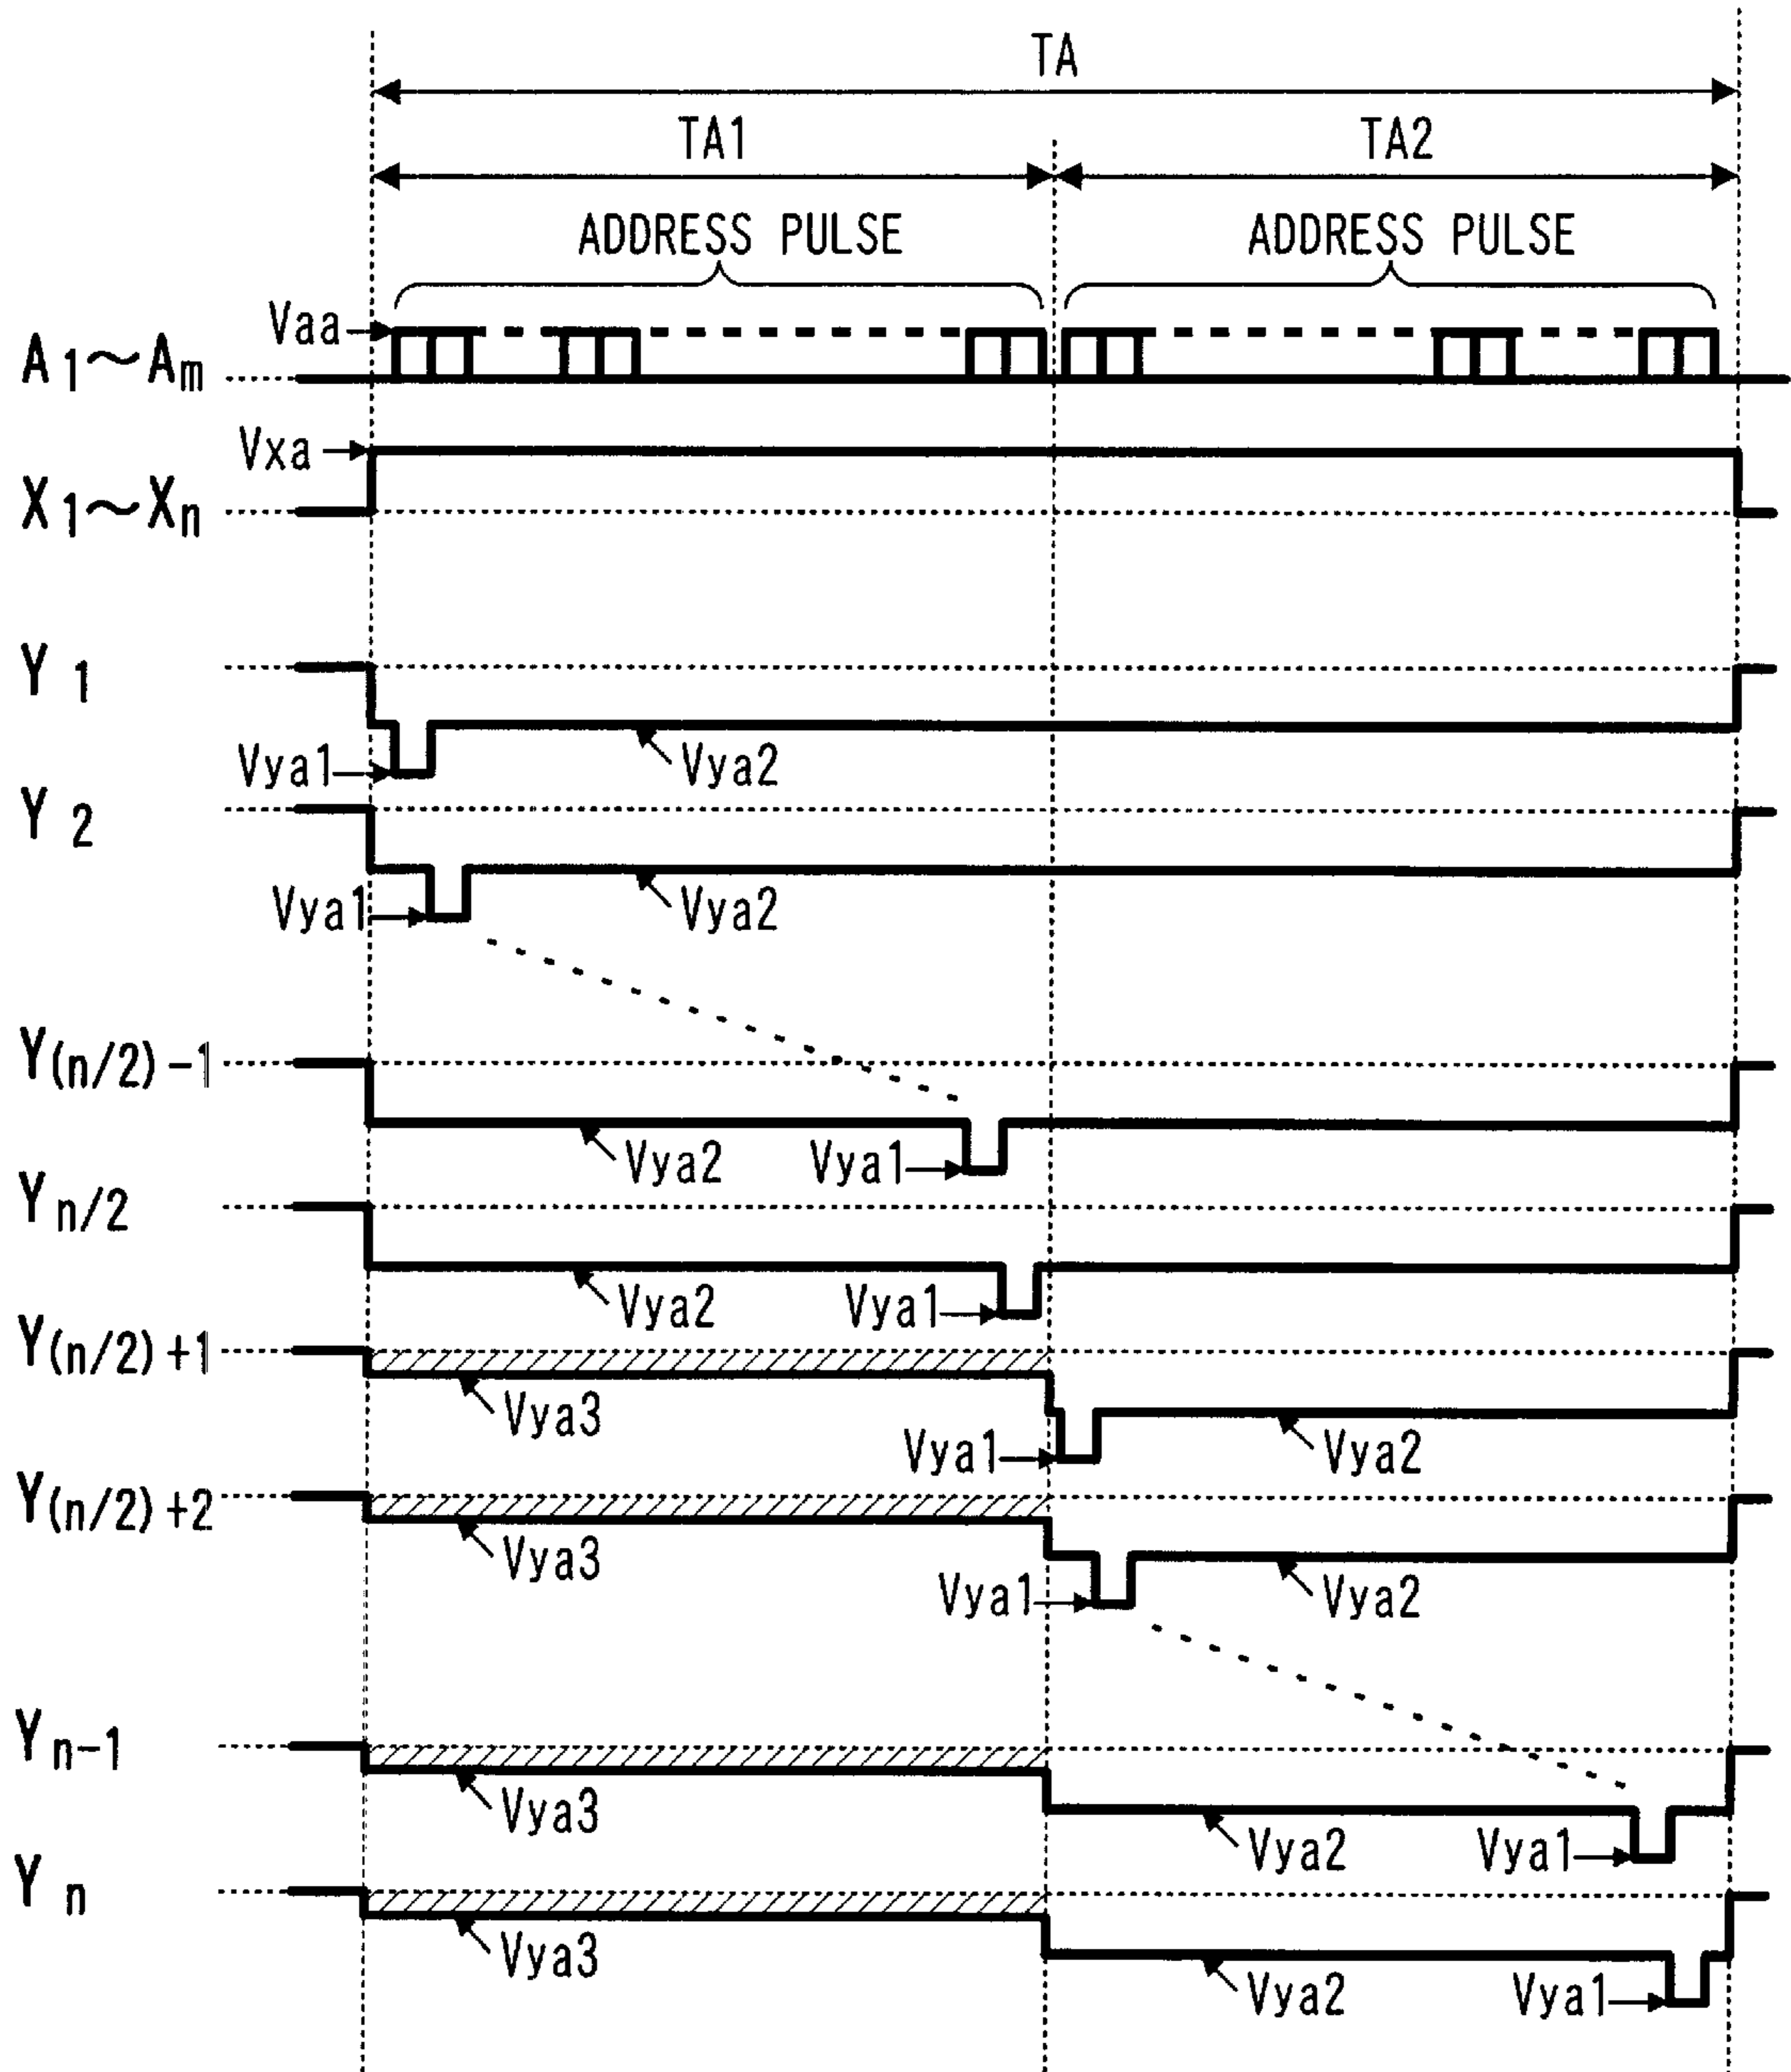 TA
TA1 TA2
ADDRESS PULSE ADDRESS PULSE
Vaa
A1~Am
Vxa
X1~Xn
Y1
Vya1 Vya2
Y2
Vya1 Vya2
Y(n/2)-1
Vya2 Vya1
Yn/2
Vya2 Vya1
Y(n/2)+1
Vya3 Vya1 Vya2
Y(n/2)+2
Vya3 Vya1 Vya2
Yn-1
Vya3 Vya2 Vya1
Yn
Vya3 Vya2 Vya1